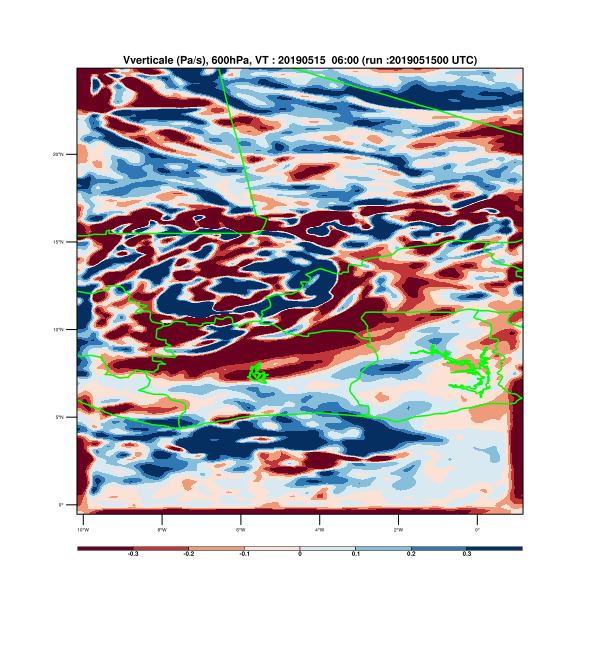 Vverticale (Pa/s), 600hPa, VT : 20190515  06:00 (run :2019051500 UTC)
20°N
15°N
10°N
5°N
0°
10°W 8°W 6°W 4°W 2°W 0°
-0.3 -0.2 -0.1 0 0.1 0.2 0.3